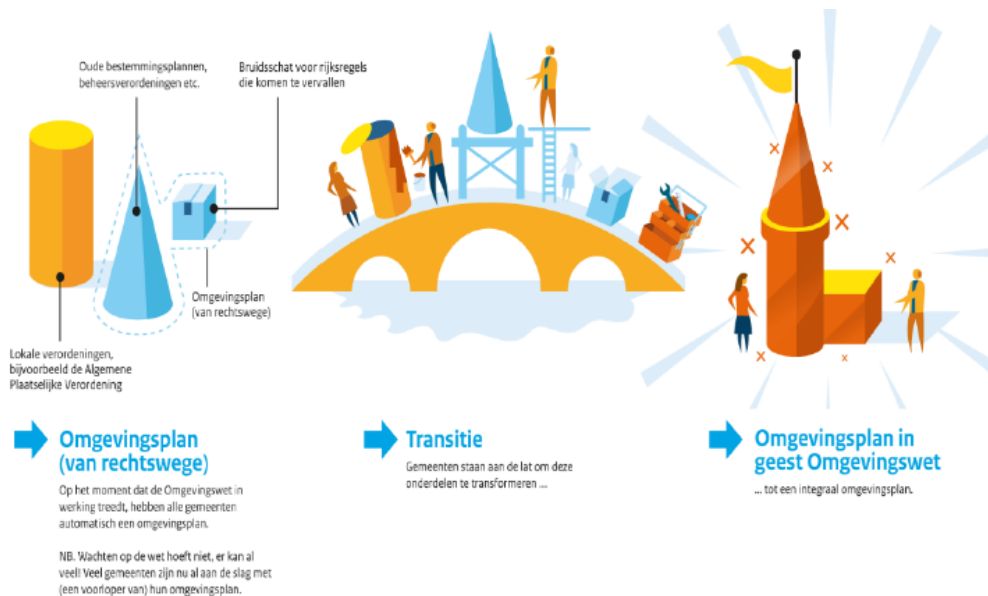 Oude bestemmingsplannen,
beheersverordeningen etc.
Bruidsschat voor rijksregels
die komen te vervallen
Omgevingsplan
(van rechtswege)
Lokale verordeningen,
bijvoorbeeld de Algemene
Plaatselijke Verordening
Omgevingsplan
(van rechtswege)
Op het moment dat de Omgevingswet in
werking treedt, hebben alle gemeenten
automatisch een omgevingsplan.
NB. Wachten op de wet hoeft niet, er kan al
veel! Veel gemeenten zijn nu al aan de slag met
(een voorloper van) hun omgevingsplan.
Transitie
Gemeenten staan aan de lat om deze
onderdelen te transformeren ...
Omgevingsplan in
geest Omgevingswet
... tot een integraal omgevingsplan.